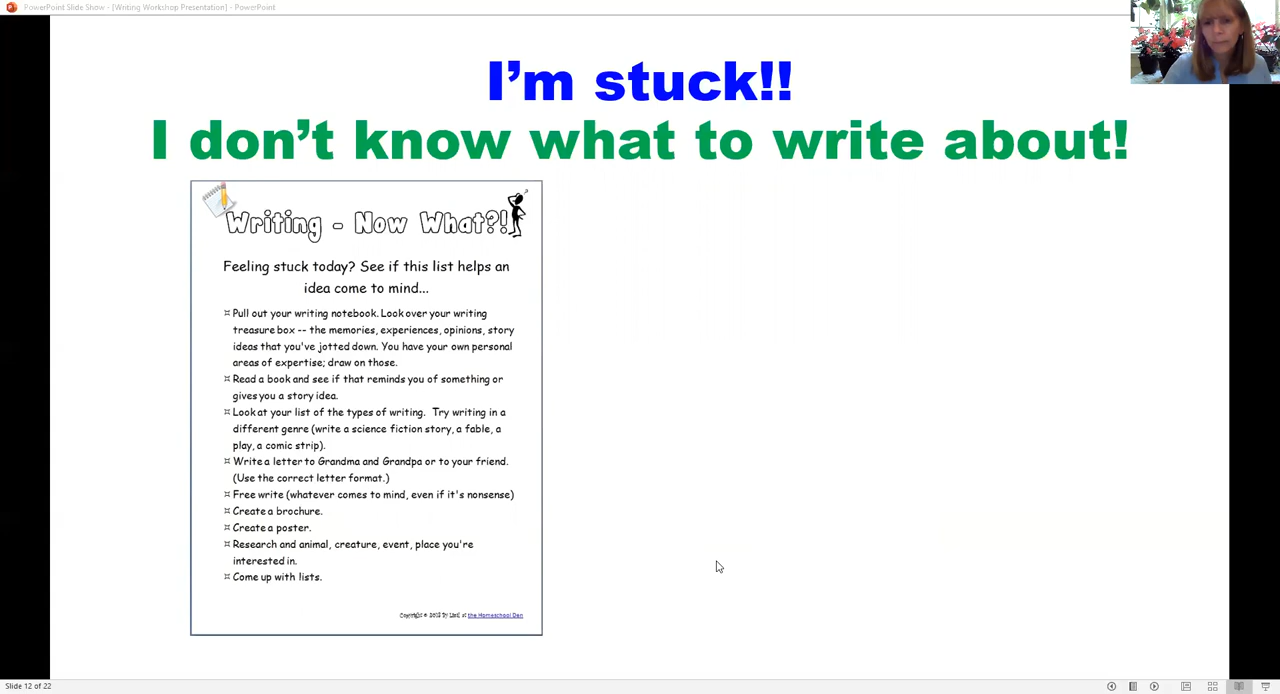 PowerPoint Slide Show - [Writing Workshop Presentation] - PowerPoint
I'm stuck!!
I don't know what to write about!
Writing - Now What?!
Feeling stuck today? See if this list helps an
idea come to mind...
¤ Pull out your writing notebook. Look over your writing
treasure box -- the memories, experiences, opinions, story
ideas that you've jotted down. You have your own personal
areas of expertise; draw on those.
¤ Read a book and see if that reminds you of something or
gives you a story idea.
¤ Look at your list of the types of writing. Try writing in a
different genre (write a science fiction story, a fable, a
play, a comic strip).
¤ Write a letter to Grandma and Grandpa or to your friend.
(Use the correct letter format.)
¤ Free write (whatever comes to mind, even if it's nonsense)
¤ Create a brochure.
¤ Create a poster.
¤ Research and animal, creature, event, place you're
interested in.
¤ Come up with lists.
Copyright © by at the Homeschool Den
Slide 12 of 22